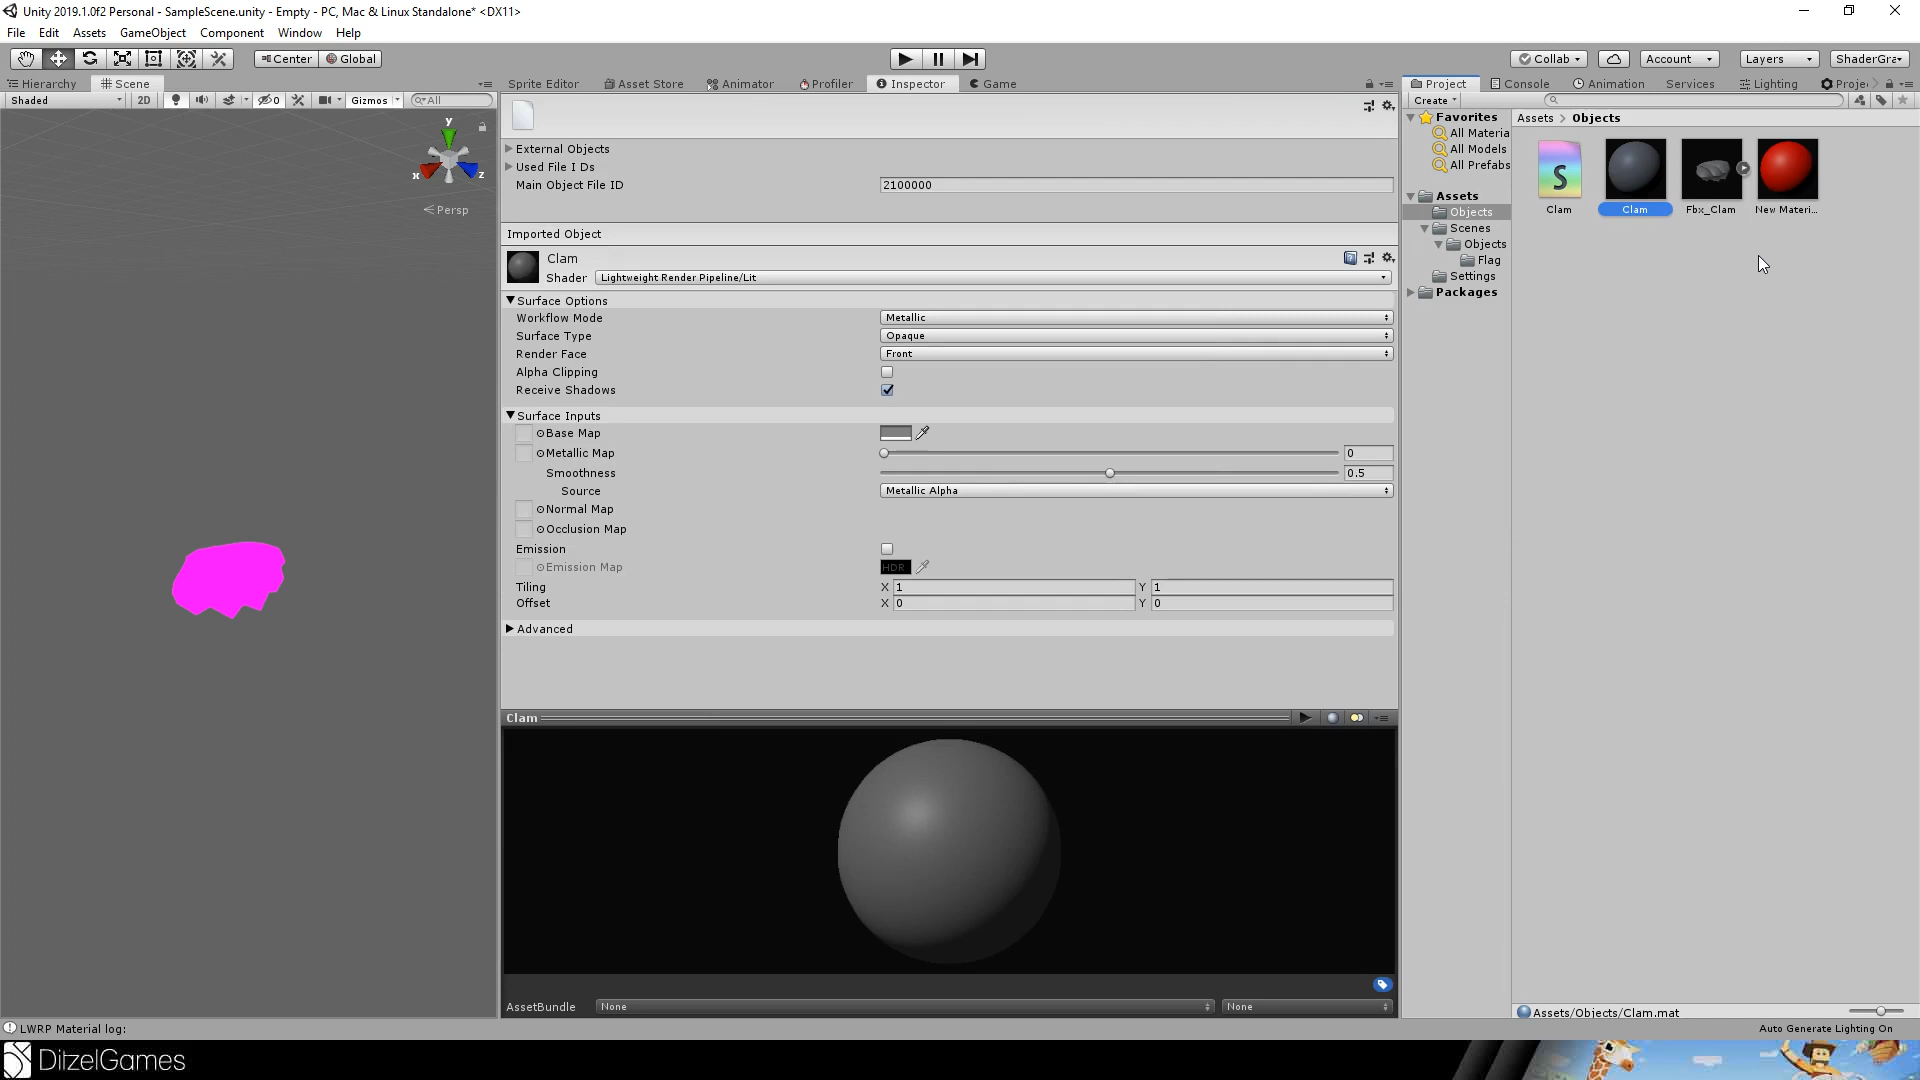 Unity 2019.1.0f2 Personal - SampleScene.unity - Empty - PC, Mac & Linux Standalone* <DX11>
File Edit Assets GameObject Component Window Help
Center Global Collab Account Layers ShaderGra
Hierarchy Scene Sprite Editor Asset Store Animator Profiler Inspector Game Project Console Animation Services Lighting Proje
Shaded 2D 0 Gizmos All Create
y
x
z
Persp
External Objects
Used File I Ds
Main Object File ID 2100000
Imported Object
Clam
Shader Lightweight Render Pipeline/Lit
Surface Options
Workflow Mode Metallic
Surface Type Opaque
Render Face Front
Alpha Clipping
Receive Shadows
Surface Inputs
Base Map
Metallic Map 0
Smoothness 0.5
Source Metallic Alpha
Normal Map
Occlusion Map
Emission
Emission Map HDR
Tiling X 1 Y 1
Offset X 0 Y 0
Advanced
Clam
AssetBundle None None
Favorites
All Materia
All Models
All Prefabs
Assets
Objects
Scenes
Objects
Flag
Settings
Packages
Assets > Objects
S
Clam Clam Fbx_Clam New Materi...
Assets/Objects/Clam.mat
LWRP Material log:
Auto Generate Lighting On
DitzelGames